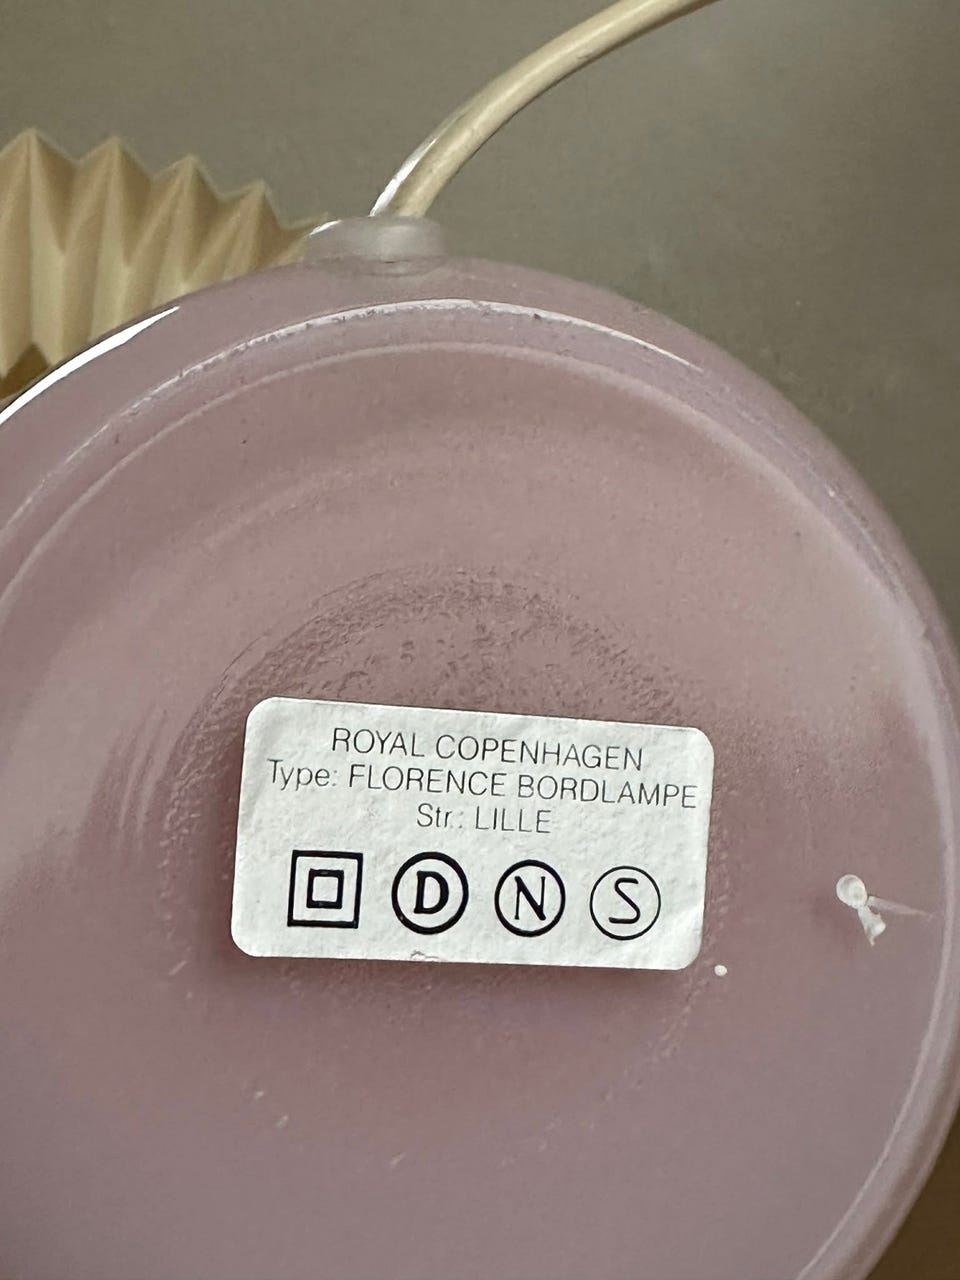 ROYAL COPENHAGEN
Type: FLORENCE BORDLAMPE
Str.: LILLE
D N S